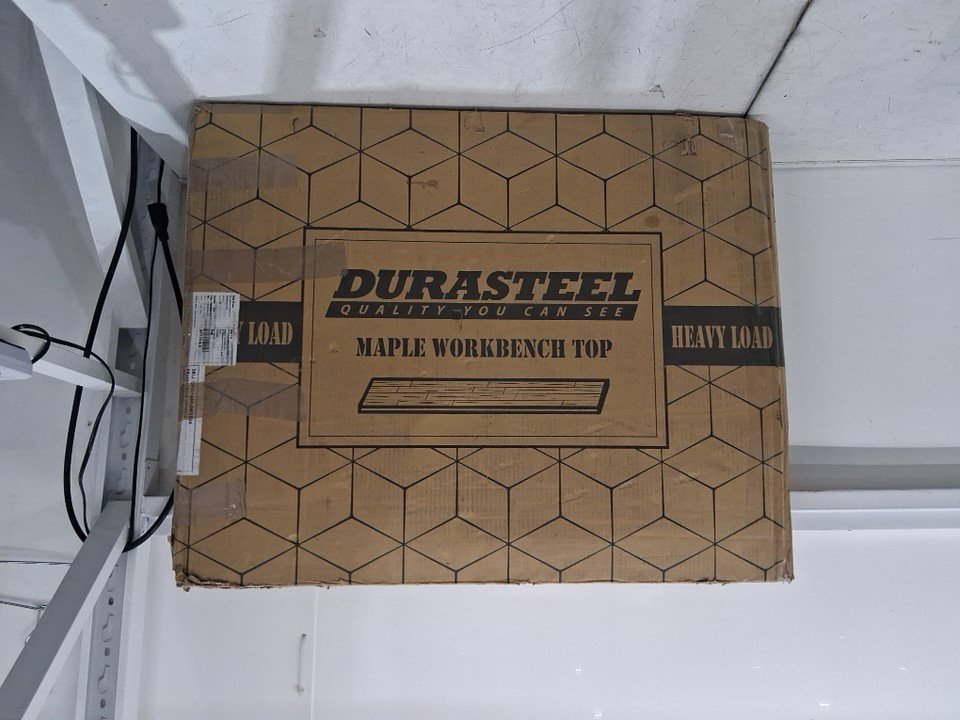 DURASTEEL
QUALITY YOU CAN SEE
LOAD
HEAVY LOAD
MAPLE WORKBENCH TOP